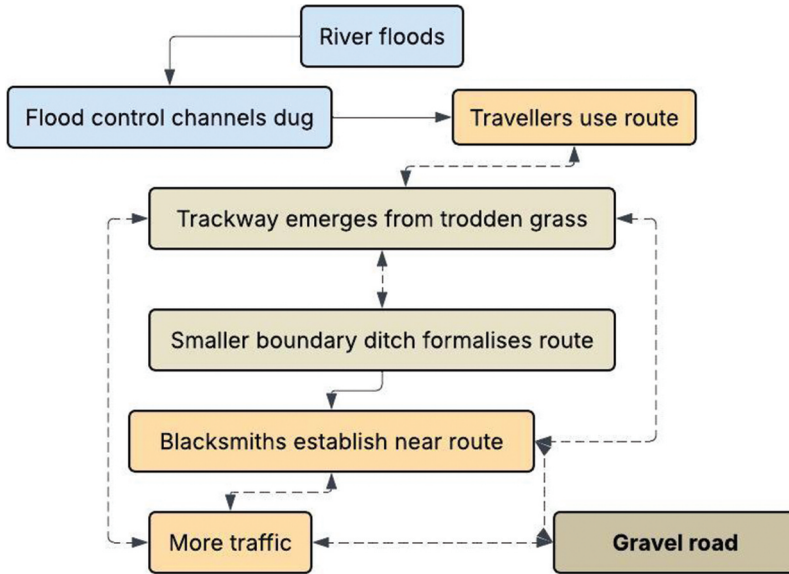 River floods
Flood control channels dug
Travellers use route
Trackway emerges from trodden grass
Smaller boundary ditch formalises route
Blacksmiths establish near route
More traffic
Gravel road